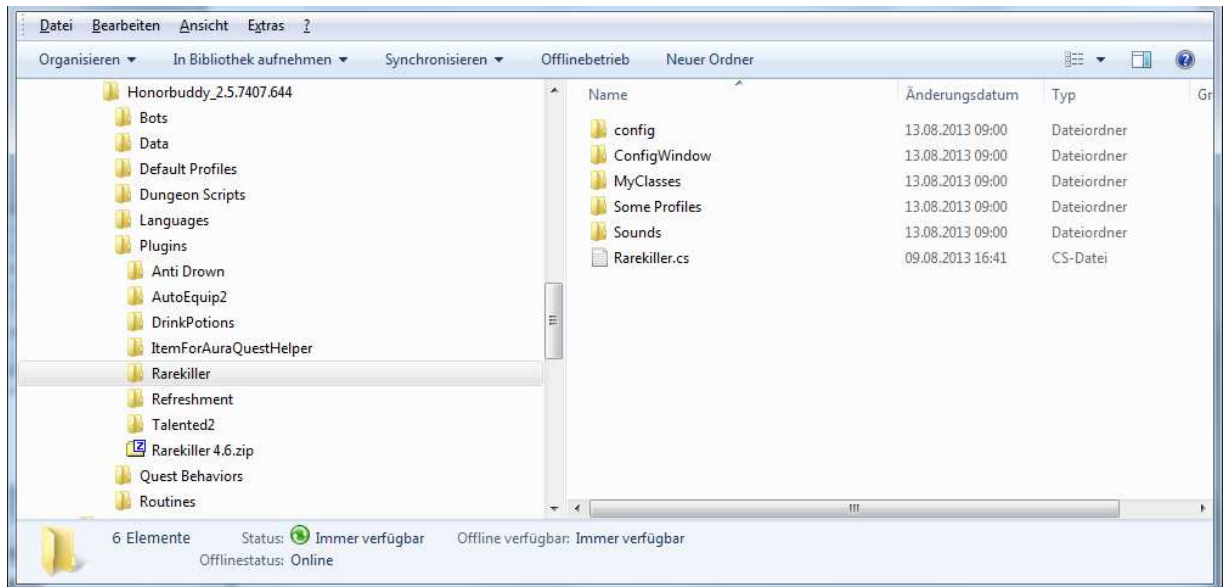 Datei Bearbeiten Ansicht Extras ?
Organisieren In Bibliothek aufnehmen Synchronisieren Offlinebetrieb Neuer Ordner
Honorbuddy_2.5.7407.644
Bots
Data
Default Profiles
Dungeon Scripts
Languages
Plugins
Anti Drown
AutoEquip2
DrinkPotions
ItemForAuraQuestHelper
Rarekiller
Refreshment
Talented2
Rarekiller 4.6.zip
Quest Behaviors
Routines
Name Änderungsdatum Typ Gr
config 13.08.2013 09:00 Dateiordner
ConfigWindow 13.08.2013 09:00 Dateiordner
MyClasses 13.08.2013 09:00 Dateiordner
Some Profiles 13.08.2013 09:00 Dateiordner
Sounds 13.08.2013 09:00 Dateiordner
Rarekiller.cs 09.08.2013 16:41 CS-Datei
6 Elemente Status: Immer verfügbar Offline verfügbar: Immer verfügbar
Offlinestatus: Online